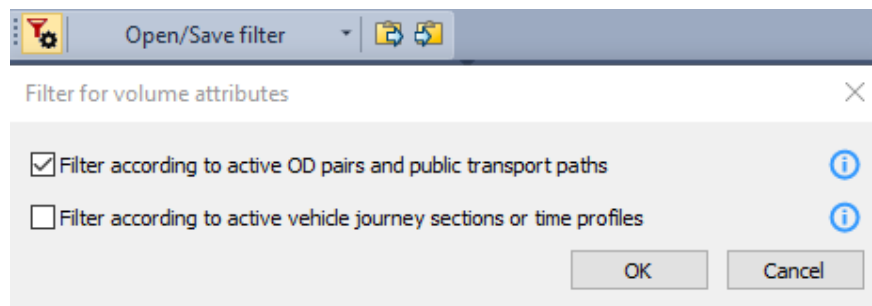 Open/Save filter
Filter for volume attributes
Filter according to active OD pairs and public transport paths
Filter according to active vehicle journey sections or time profiles
OK Cancel